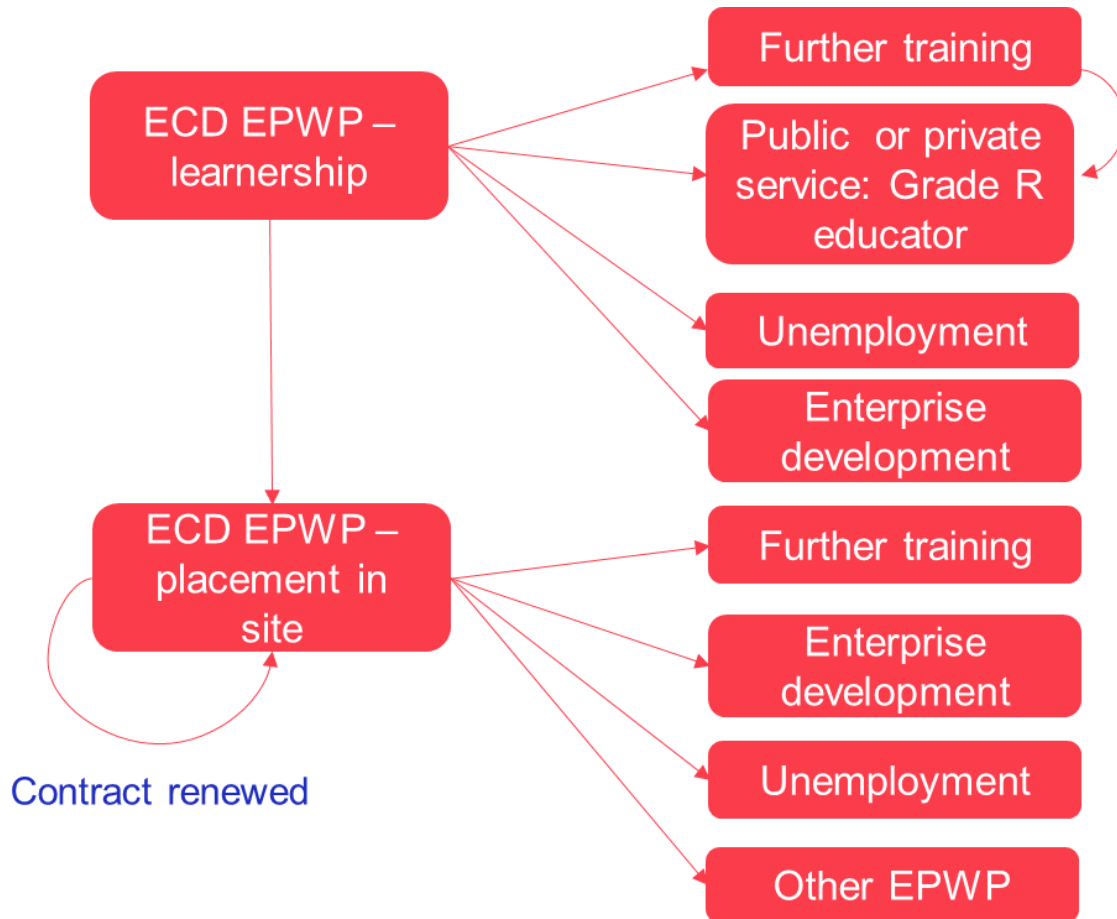 Further training
ECD EPWP –
learnership
Public or private
service: Grade R
educator
Unemployment
Enterprise
development
ECD EPWP –
placement in
site
Further training
Enterprise
development
Contract renewed
Unemployment
Other EPWP